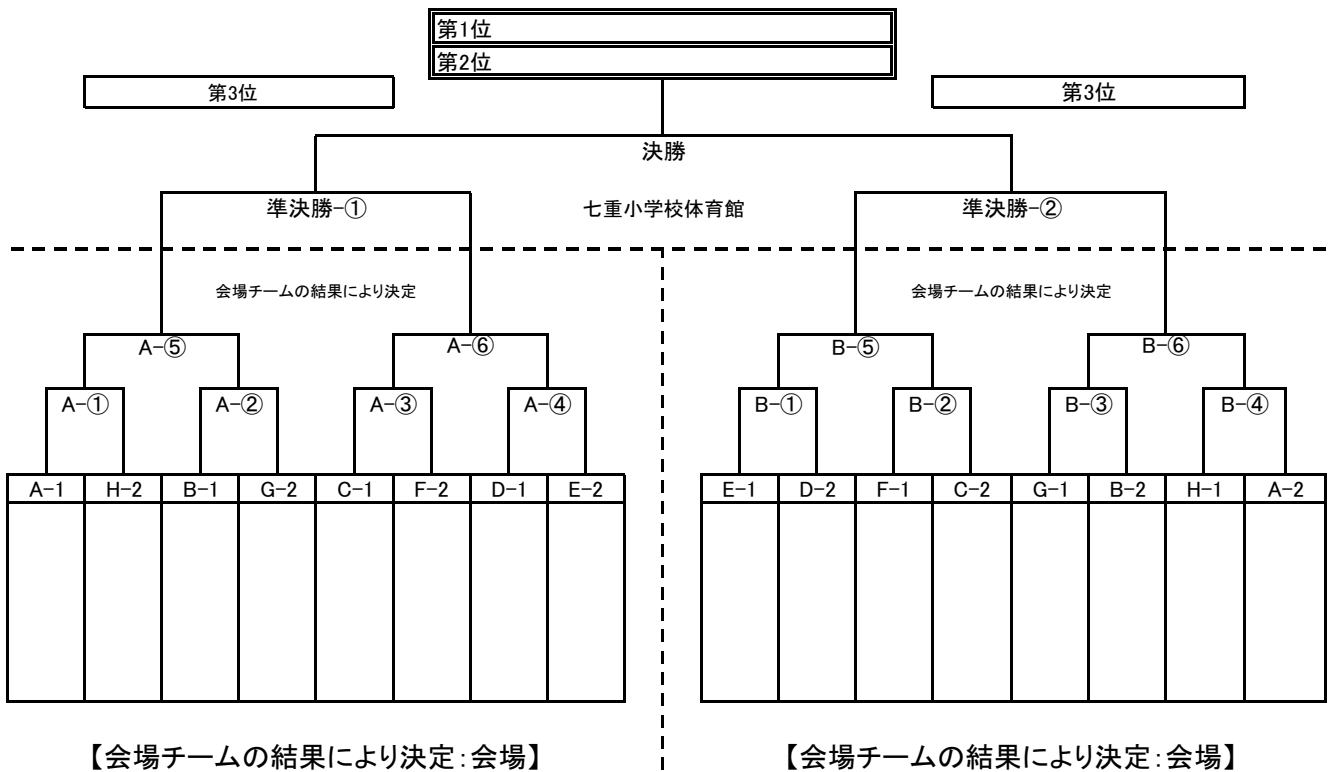 第1位
第2位
第3位 第3位
決勝
準決勝-① 七重小学校体育館 準決勝-②
会場チームの結果により決定 会場チームの結果により決定
A-⑤ A-⑥ B-⑤ B-⑥
A-① A-② A-③ A-④ B-① B-② B-③ B-④
A-1 H-2 B-1 G-2 C-1 F-2 D-1 E-2 E-1 D-2 F-1 C-2 G-1 B-2 H-1 A-2
【会場チームの結果により決定:会場】 【会場チームの結果により決定:会場】